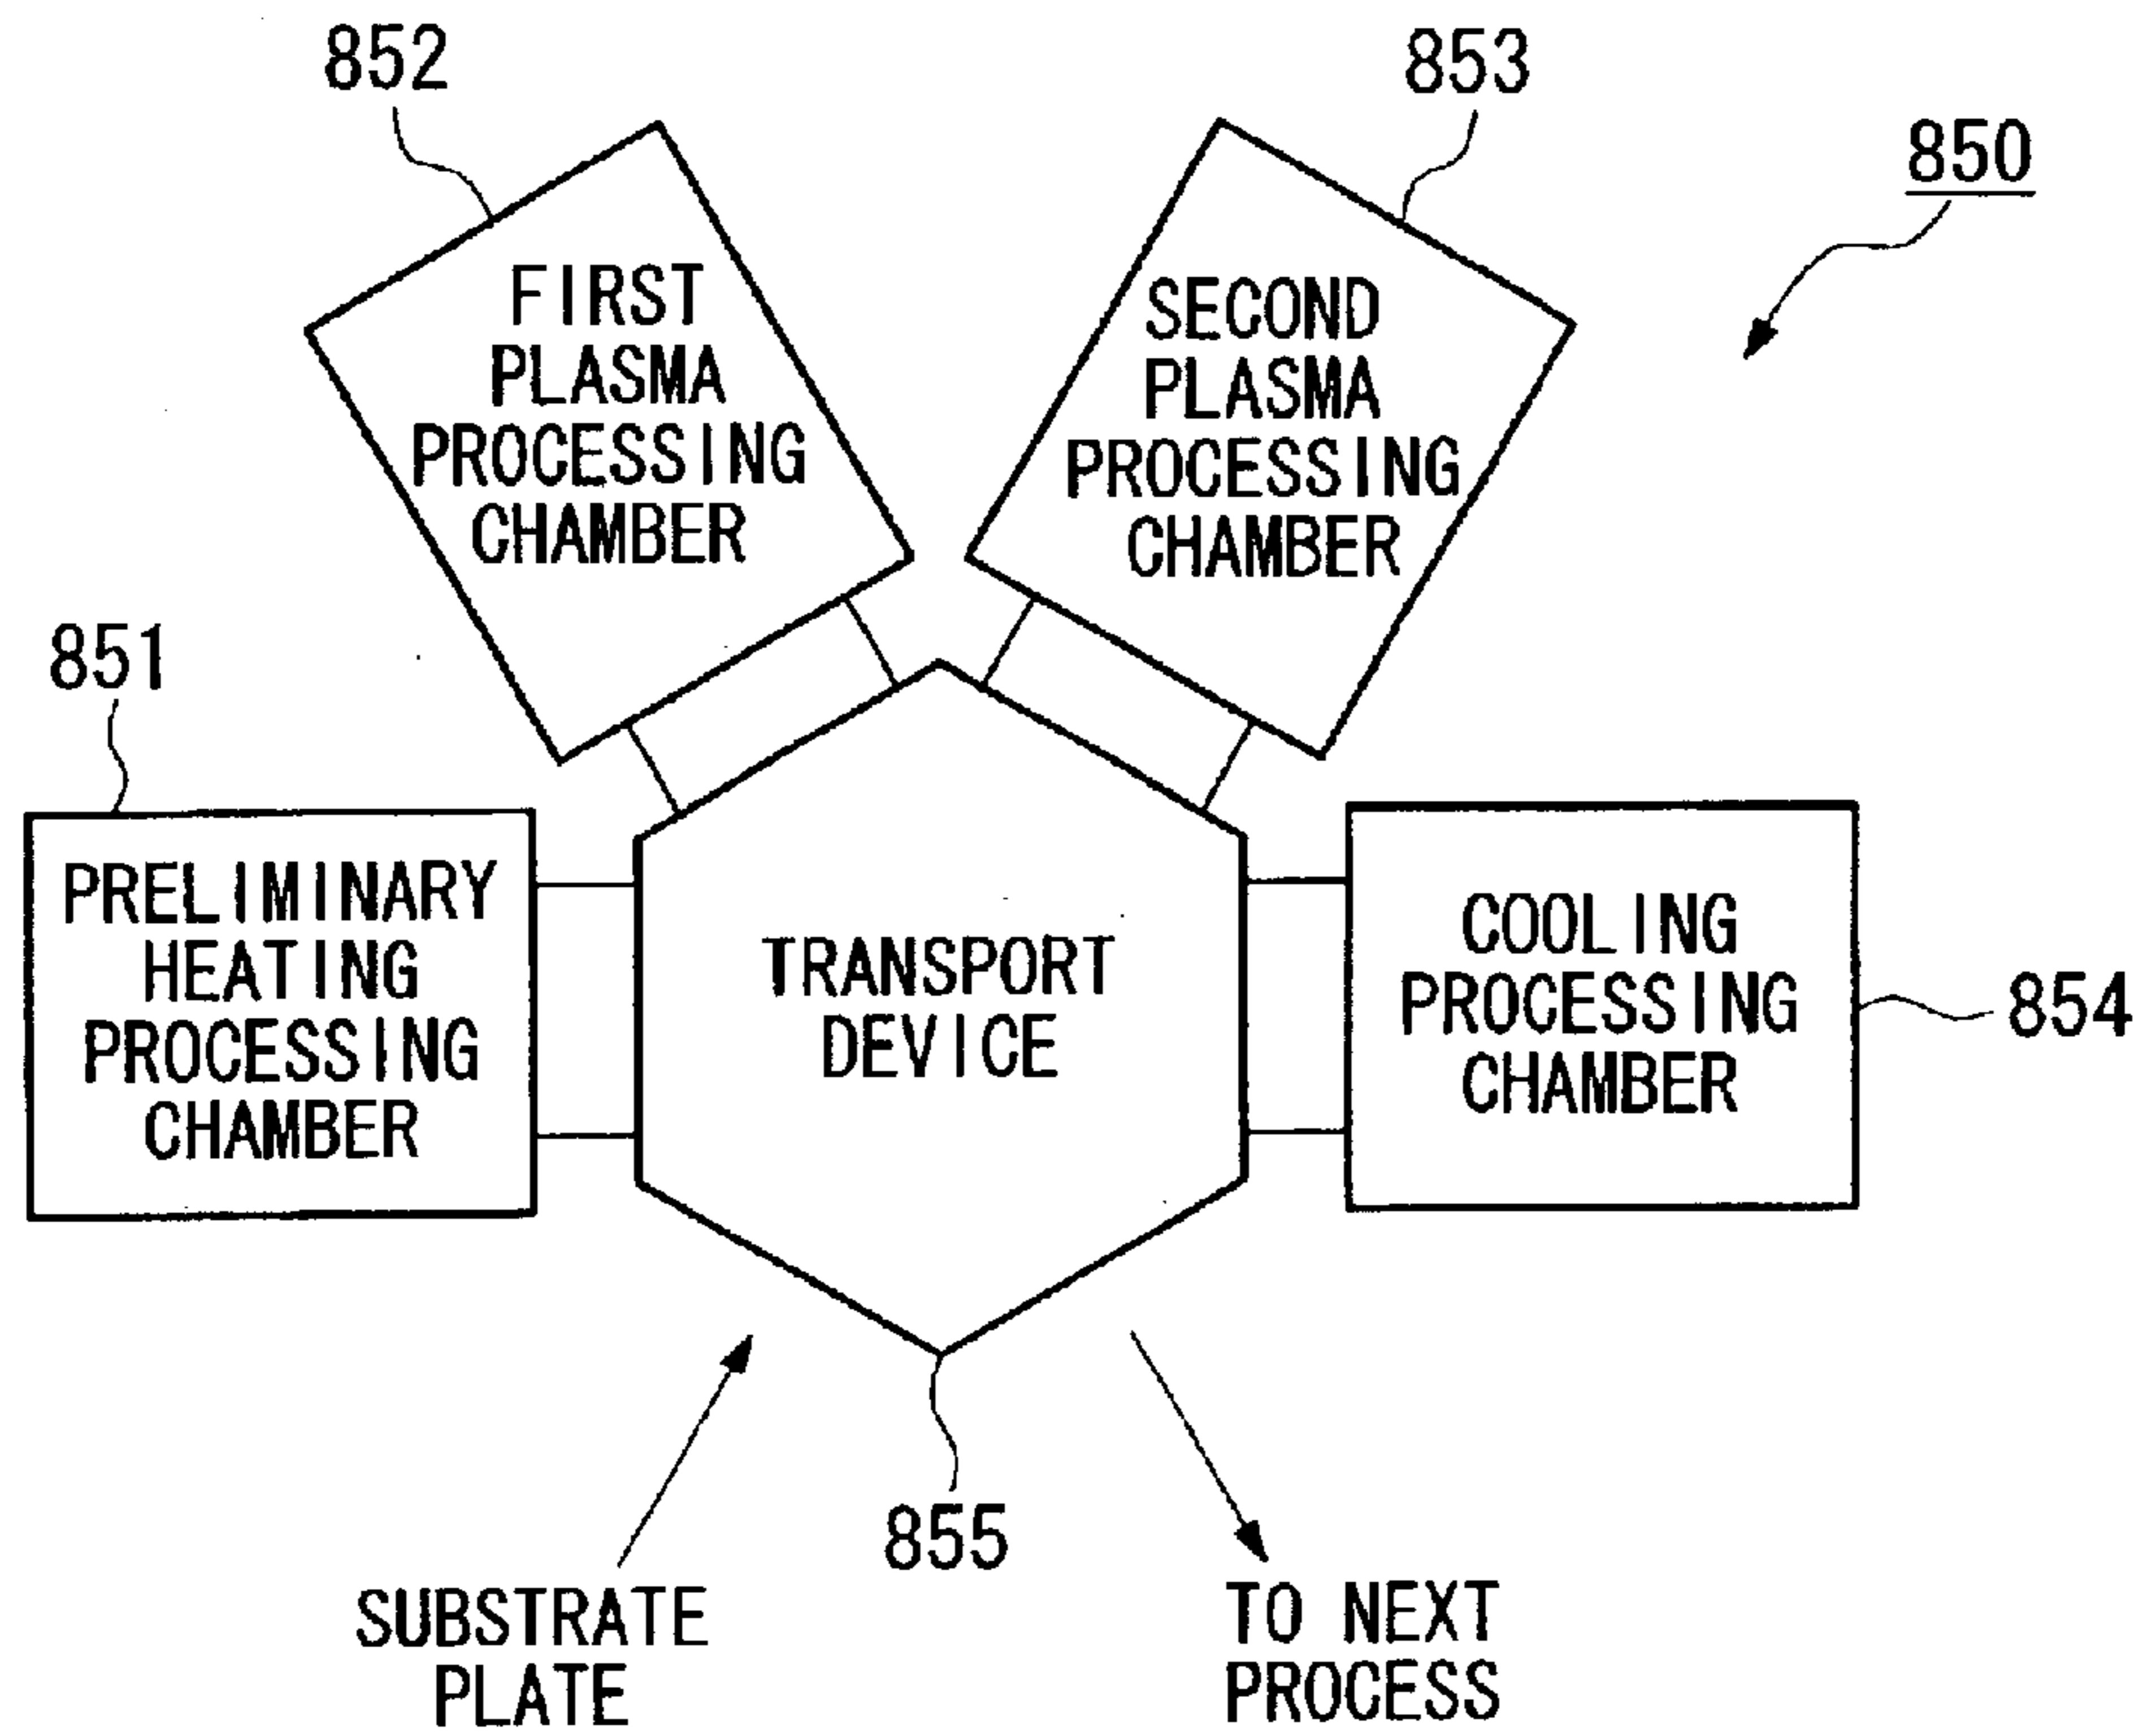 852
853
850
FIRST
PLASMA
PROCESSING
CHAMBER
SECOND
PLASMA
PROCESSING
CHAMBER
851
PRELIMINARY
HEATING
PROCESSING
CHAMBER
TRANSPORT
DEVICE
COOLING
PROCESSING
CHAMBER
854
855
SUBSTRATE
PLATE
TO NEXT
PROCESS